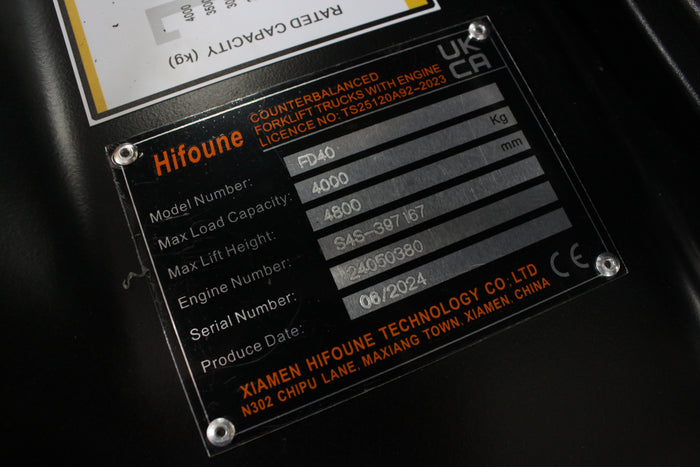 4000
RATED CAPACITY (kg)
Hifoune
COUNTERBALANCED
FORKLIFT TRUCKS WITH ENGINE
LICENCE NO: TS25120A92-2023
UK
CA
Model Number: FD40
Max Load Capacity: 4000 Kg
Max Lift Height: 4800 mm
Engine Number: S4S-397167
Serial Number: 24050380
Produce Date: 06/2024
CE
XIAMEN HIFOUNE TECHNOLOGY CO.,LTD
N302 CHIPU LANE, MAXIANG TOWN, XIAMEN, CHINA